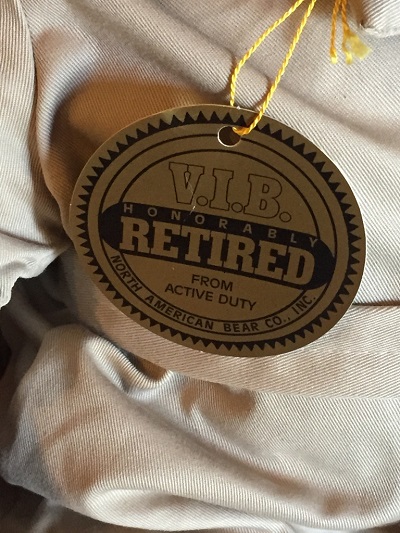 V.I.B.
HONORABLY
RETIRED
FROM
ACTIVE DUTY
NORTH AMERICAN BEAR CO., INC.